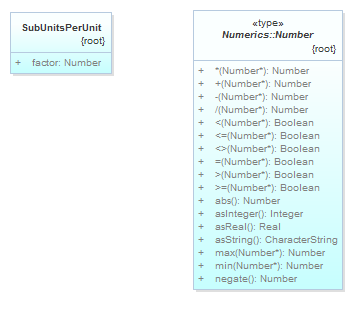 SubUnitsPerUnit
{root}
+ factor: Number
«type»
Numerics::Number
{root}
+ *(Number*): Number
+ +(Number*): Number
+ -(Number*): Number
+ /(Number*): Number
+ <(Number*): Boolean
+ <=(Number*): Boolean
+ <>(Number*): Boolean
+ =(Number*): Boolean
+ >(Number*): Boolean
+ >=(Number*): Boolean
+ abs(): Number
+ asInteger(): Integer
+ asReal(): Real
+ asString(): CharacterString
+ max(Number*): Number
+ min(Number*): Number
+ negate(): Number